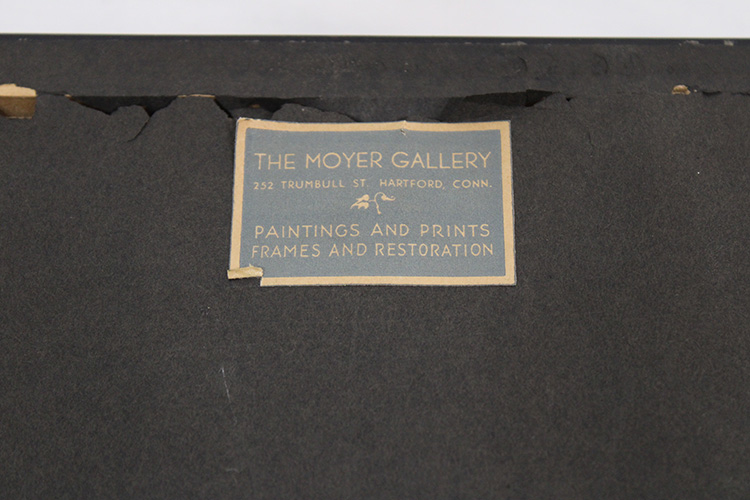 THE MOYER GALLERY
252 TRUMBULL ST. HARTFORD, CONN.
PAINTINGS AND PRINTS
FRAMES AND RESTORATION